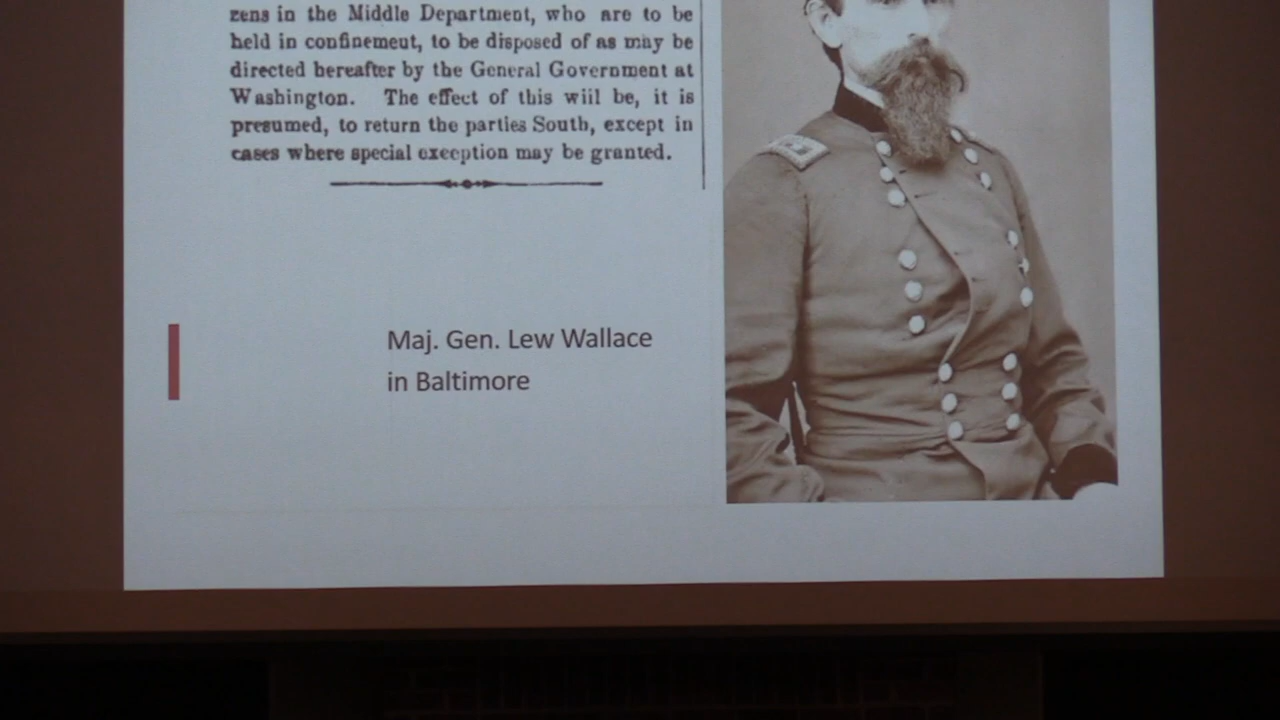 zens in the Middle Department, who are to be
held in confinement, to be disposed of as may be
directed hereafter by the General Government at
Washington. The effect of this will be, it is
presumed, to return the parties South, except in
cases where special exception may be granted.
Maj. Gen. Lew Wallace
in Baltimore